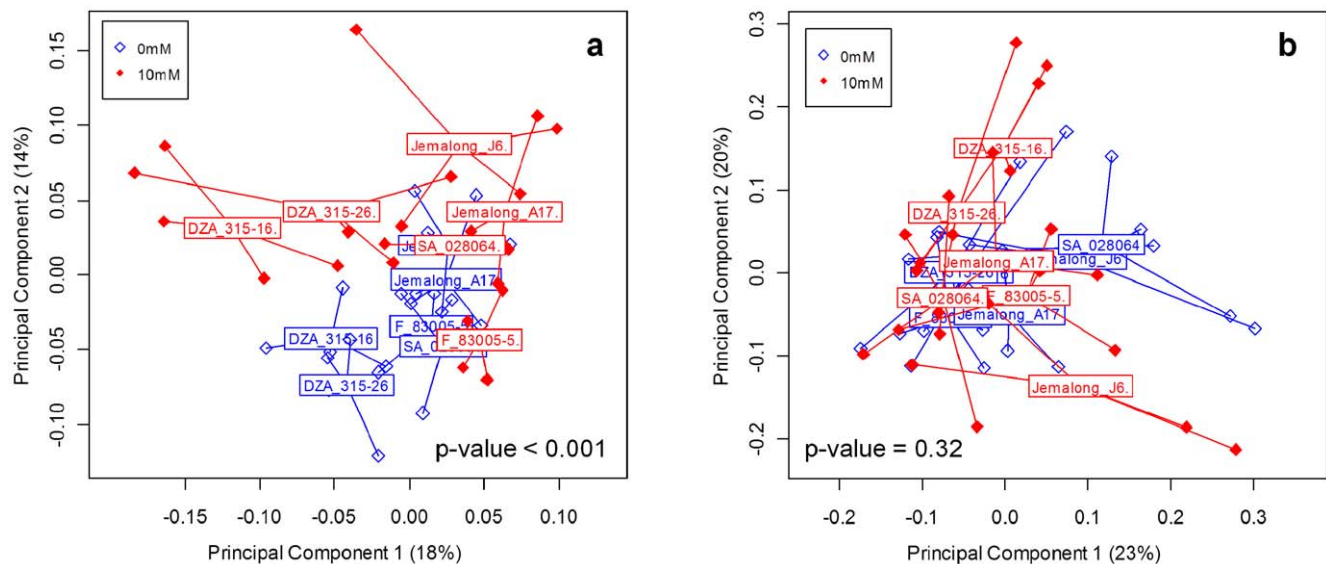 a
0mM
10mM
0.15
0.10
0.05
0.00
-0.05
-0.10
Principal Component 2 (14%)
Jemalong_J6.
DZA_315-26.
Jemalong_A17.
DZA_315-16.
SA_028064.
Jemalong_A17
F_83005-5
F_83005-5.
DZA_315-16
DZA_315-26
p-value < 0.001
-0.15
-0.10
-0.05
0.00
0.05
0.10
Principal Component 1 (18%)
b
0mM
10mM
0.3
0.2
0.1
0.0
-0.1
-0.2
Principal Component 2 (20%)
DZA_315-16.
DZA_315-26.
SA_028064
Jemalong_A17.
SA_028064.
F_83005-5.
Jemalong_A17
Jemalong_J6.
p-value = 0.32
-0.2
-0.1
0.0
0.1
0.2
0.3
Principal Component 1 (23%)